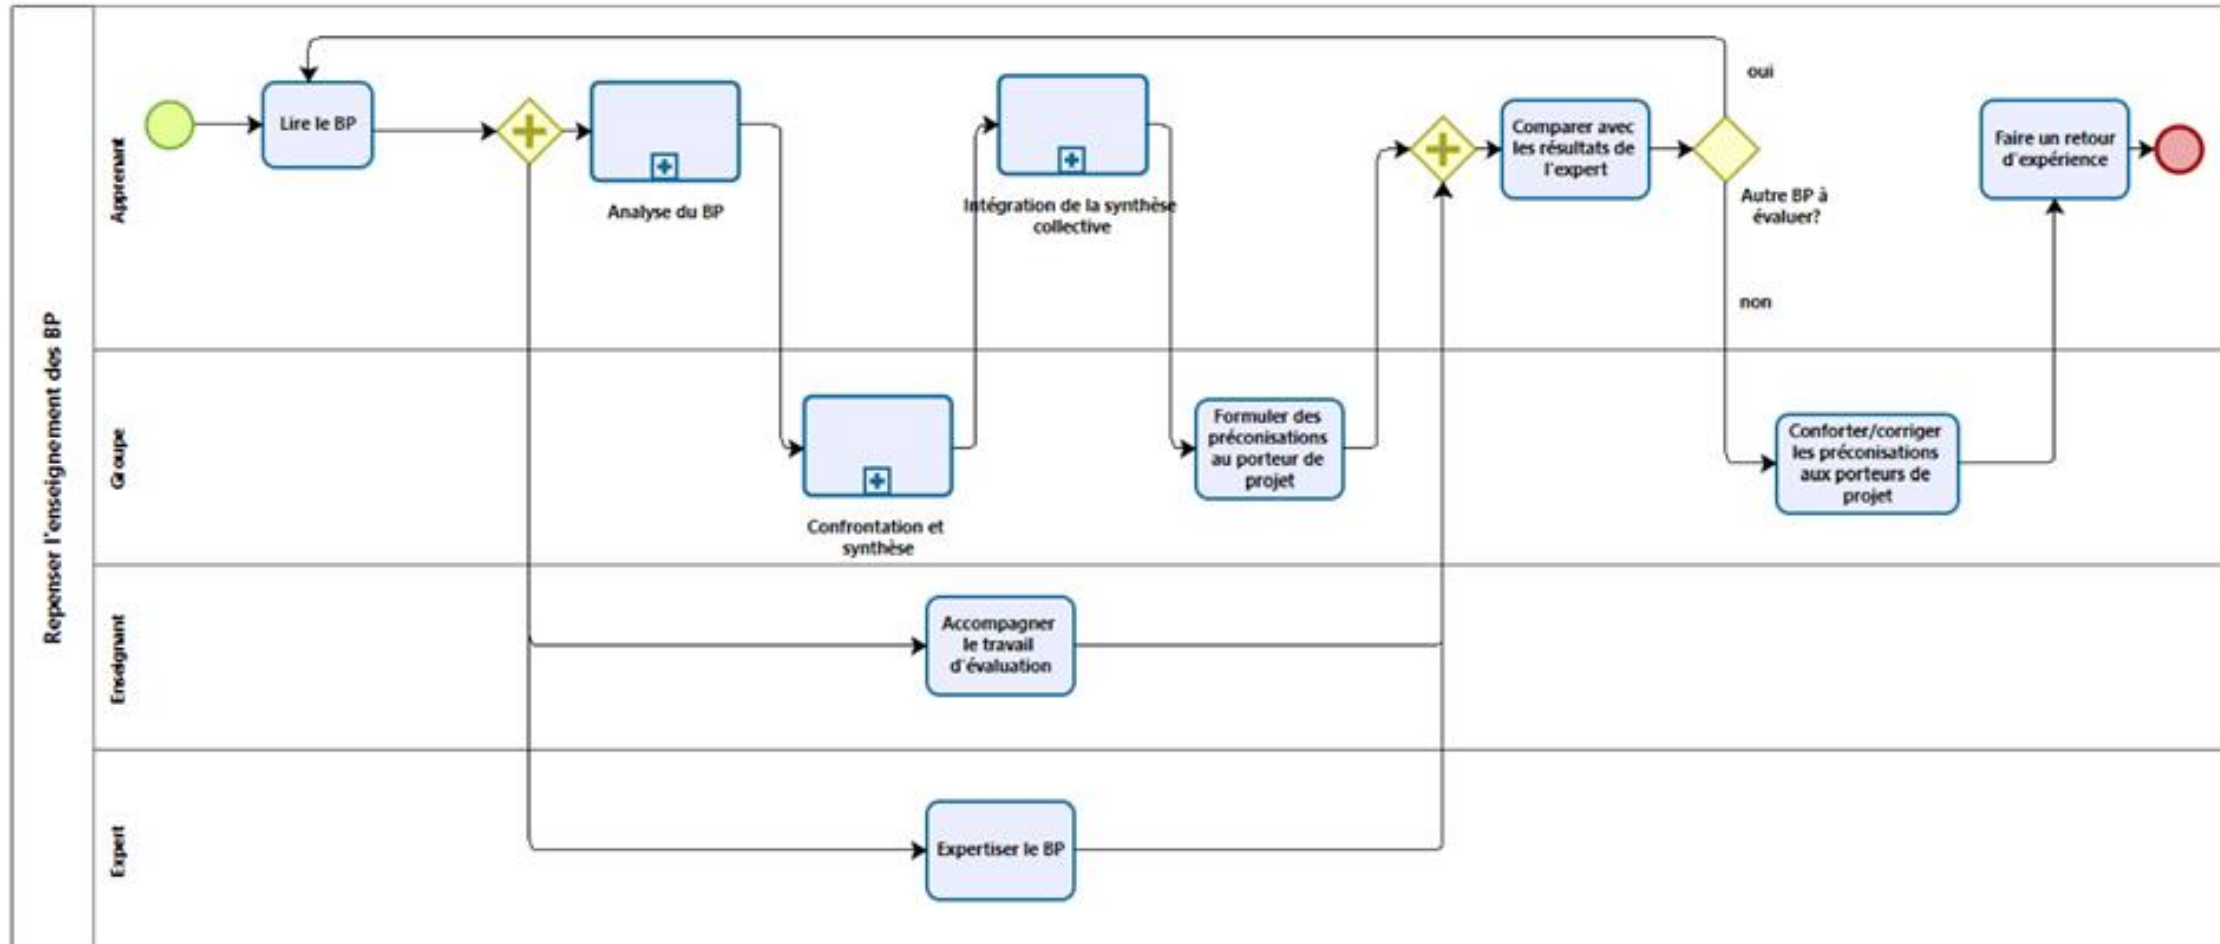 Repenser l'enseignement des BP
Apprenant
Lire le BP
Analyse du BP
Intégration de la synthèse
collective
Comparer avec
les résultats de
l'expert
oui
Autre BP à
évaluer?
non
Faire un retour
d'expérience
Groupe
Confrontation et
synthèse
Formuler des
préconisations
au porteur de
projet
Conforter/corriger
les préconisations
aux porteurs de
projet
Enseignant
Accompagner
le travail
d'évaluation
Expert
Expertiser le BP